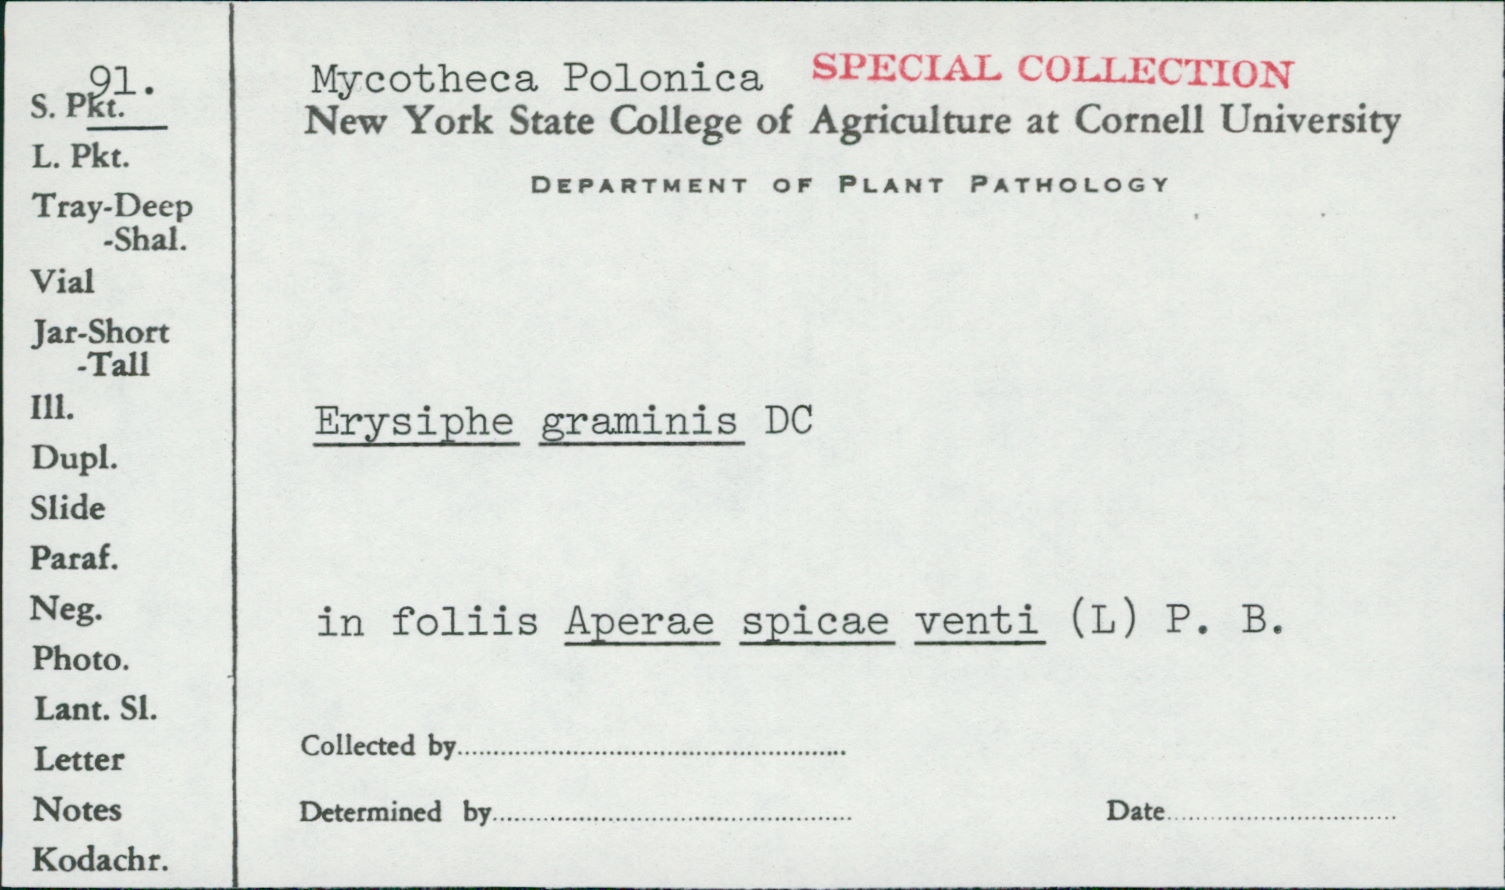 91.
S. Pkt.
L. Pkt.
Tray-Deep
-Shal.
Vial
Jar-Short
-Tall
Ill.
Dupl.
Slide
Paraf.
Neg.
Photo.
Lant. Sl.
Letter
Notes
Kodachr.
Mycotheca Polonica SPECIAL COLLECTION
New York State College of Agriculture at Cornell University
DEPARTMENT OF PLANT PATHOLOGY
Erysiphe graminis DC
in foliis Aperae spicae venti (L) P. B.
Collected by
Determined by Date